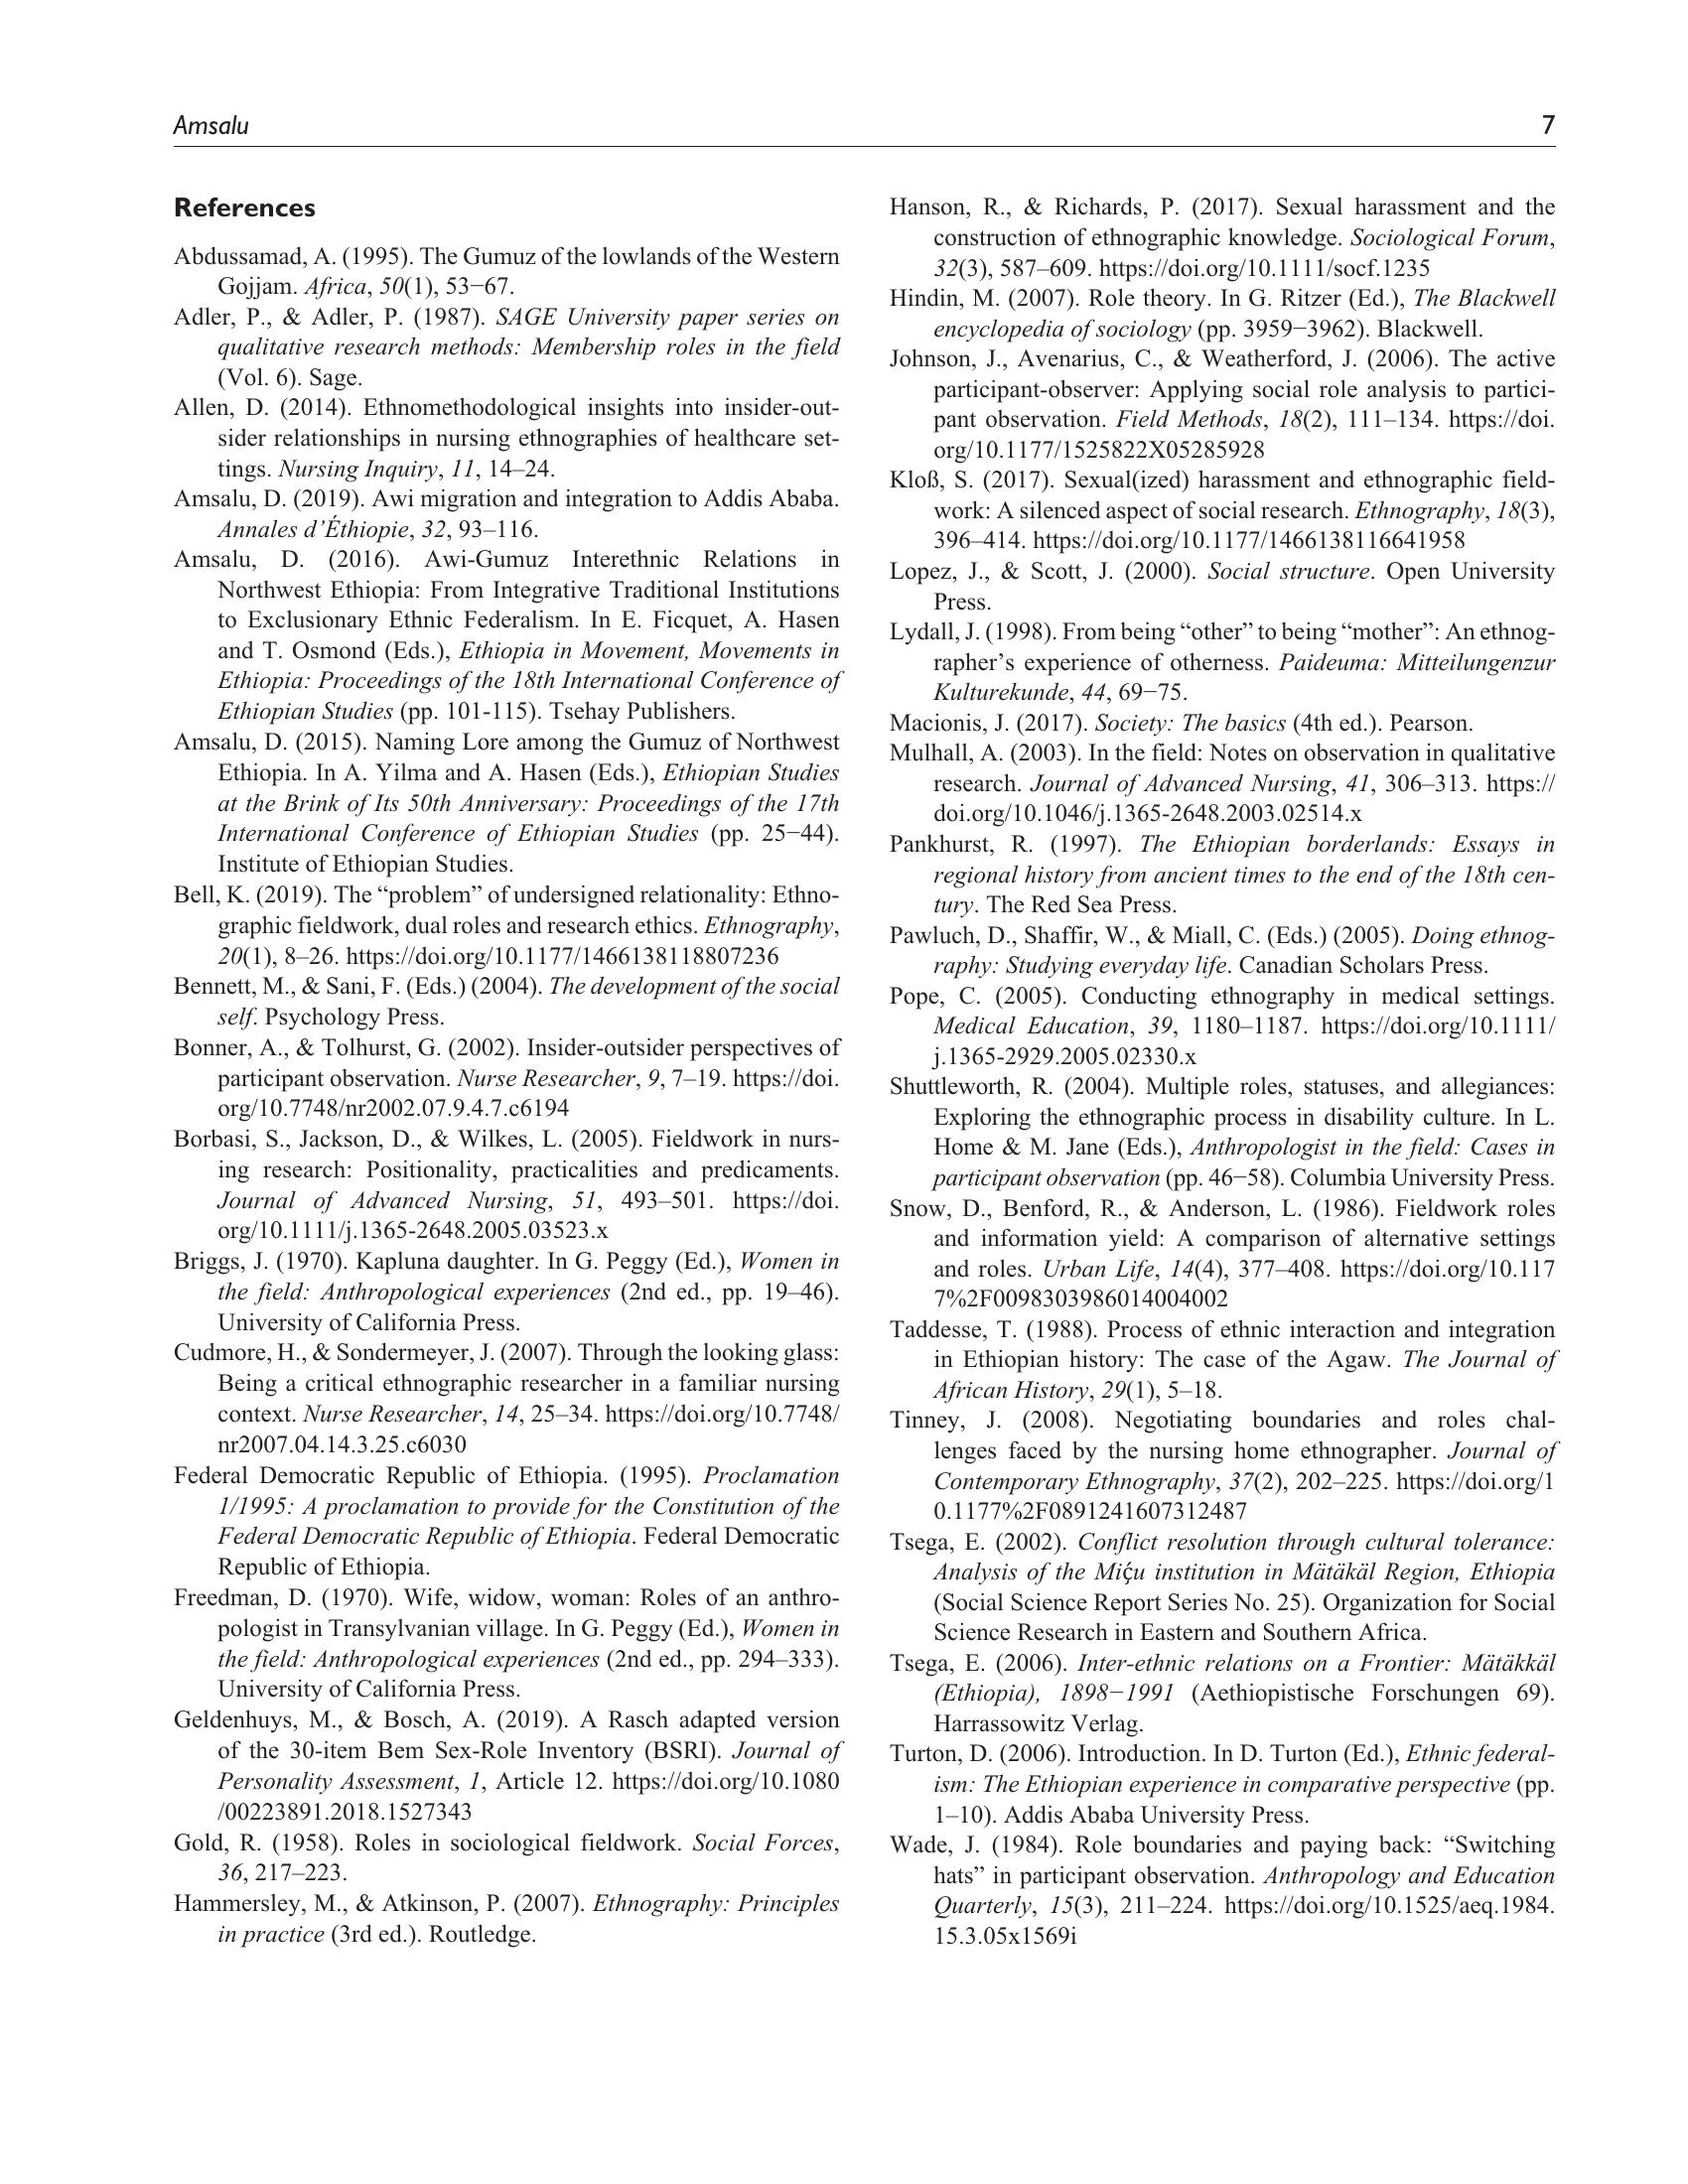 Amsalu
7
References
Abdussamad, A. (1995). The Gumuz of the lowlands of the Western
Gojjam. Africa, 50(1), 53−67.
Adler, P., & Adler, P. (1987). SAGE University paper series on
qualitative research methods: Membership roles in the field
(Vol. 6). Sage.
Allen, D. (2014). Ethnomethodological insights into insider-out-
sider relationships in nursing ethnographies of healthcare set-
tings. Nursing Inquiry, 11, 14–24.
Amsalu, D. (2019). Awi migration and integration to Addis Ababa.
Annales d’Éthiopie, 32, 93–116.
Amsalu, D. (2016). Awi-Gumuz Interethnic Relations in
Northwest Ethiopia: From Integrative Traditional Institutions
to Exclusionary Ethnic Federalism. In E. Ficquet, A. Hasen
and T. Osmond (Eds.), Ethiopia in Movement, Movements in
Ethiopia: Proceedings of the 18th International Conference of
Ethiopian Studies (pp. 101-115). Tsehay Publishers.
Amsalu, D. (2015). Naming Lore among the Gumuz of Northwest
Ethiopia. In A. Yilma and A. Hasen (Eds.), Ethiopian Studies
at the Brink of Its 50th Anniversary: Proceedings of the 17th
International Conference of Ethiopian Studies (pp. 25−44).
Institute of Ethiopian Studies.
Bell, K. (2019). The “problem” of undersigned relationality: Ethno-
graphic fieldwork, dual roles and research ethics. Ethnography,
20(1), 8–26. https://doi.org/10.1177/1466138118807236
Bennett, M., & Sani, F. (Eds.) (2004). The development of the social
self. Psychology Press.
Bonner, A., & Tolhurst, G. (2002). Insider-outsider perspectives of
participant observation. Nurse Researcher, 9, 7–19. https://doi.
org/10.7748/nr2002.07.9.4.7.c6194
Borbasi, S., Jackson, D., & Wilkes, L. (2005). Fieldwork in nurs-
ing research: Positionality, practicalities and predicaments.
Journal of Advanced Nursing, 51, 493–501. https://doi.
org/10.1111/j.1365-2648.2005.03523.x
Briggs, J. (1970). Kapluna daughter. In G. Peggy (Ed.), Women in
the field: Anthropological experiences (2nd ed., pp. 19–46).
University of California Press.
Cudmore, H., & Sondermeyer, J. (2007). Through the looking glass:
Being a critical ethnographic researcher in a familiar nursing
context. Nurse Researcher, 14, 25–34. https://doi.org/10.7748/
nr2007.04.14.3.25.c6030
Federal Democratic Republic of Ethiopia. (1995). Proclamation
1/1995: A proclamation to provide for the Constitution of the
Federal Democratic Republic of Ethiopia. Federal Democratic
Republic of Ethiopia.
Freedman, D. (1970). Wife, widow, woman: Roles of an anthro-
pologist in Transylvanian village. In G. Peggy (Ed.), Women in
the field: Anthropological experiences (2nd ed., pp. 294–333).
University of California Press.
Geldenhuys, M., & Bosch, A. (2019). A Rasch adapted version
of the 30-item Bem Sex-Role Inventory (BSRI). Journal of
Personality Assessment, 1, Article 12. https://doi.org/10.1080
/00223891.2018.1527343
Gold, R. (1958). Roles in sociological fieldwork. Social Forces,
36, 217–223.
Hammersley, M., & Atkinson, P. (2007). Ethnography: Principles
in practice (3rd ed.). Routledge.
Hanson, R., & Richards, P. (2017). Sexual harassment and the
construction of ethnographic knowledge. Sociological Forum,
32(3), 587–609. https://doi.org/10.1111/socf.1235
Hindin, M. (2007). Role theory. In G. Ritzer (Ed.), The Blackwell
encyclopedia of sociology (pp. 3959−3962). Blackwell.
Johnson, J., Avenarius, C., & Weatherford, J. (2006). The active
participant-observer: Applying social role analysis to partici-
pant observation. Field Methods, 18(2), 111–134. https://doi.
org/10.1177/1525822X05285928
Kloß, S. (2017). Sexual(ized) harassment and ethnographic field-
work: A silenced aspect of social research. Ethnography, 18(3),
396–414. https://doi.org/10.1177/1466138116641958
Lopez, J., & Scott, J. (2000). Social structure. Open University
Press.
Lydall, J. (1998). From being “other” to being “mother”: An ethnog-
rapher’s experience of otherness. Paideuma: Mitteilungenzur
Kulturekunde, 44, 69−75.
Macionis, J. (2017). Society: The basics (4th ed.). Pearson.
Mulhall, A. (2003). In the field: Notes on observation in qualitative
research. Journal of Advanced Nursing, 41, 306–313. https://
doi.org/10.1046/j.1365-2648.2003.02514.x
Pankhurst, R. (1997). The Ethiopian borderlands: Essays in
regional history from ancient times to the end of the 18th cen-
tury. The Red Sea Press.
Pawluch, D., Shaffir, W., & Miall, C. (Eds.) (2005). Doing ethnog-
raphy: Studying everyday life. Canadian Scholars Press.
Pope, C. (2005). Conducting ethnography in medical settings.
Medical Education, 39, 1180–1187. https://doi.org/10.1111/
j.1365-2929.2005.02330.x
Shuttleworth, R. (2004). Multiple roles, statuses, and allegiances:
Exploring the ethnographic process in disability culture. In L.
Home & M. Jane (Eds.), Anthropologist in the field: Cases in
participant observation (pp. 46−58). Columbia University Press.
Snow, D., Benford, R., & Anderson, L. (1986). Fieldwork roles
and information yield: A comparison of alternative settings
and roles. Urban Life, 14(4), 377–408. https://doi.org/10.117
7%2F0098303986014004002
Taddesse, T. (1988). Process of ethnic interaction and integration
in Ethiopian history: The case of the Agaw. The Journal of
African History, 29(1), 5–18.
Tinney, J. (2008). Negotiating boundaries and roles chal-
lenges faced by the nursing home ethnographer. Journal of
Contemporary Ethnography, 37(2), 202–225. https://doi.org/1
0.1177%2F0891241607312487
Tsega, E. (2002). Conflict resolution through cultural tolerance:
Analysis of the Miḉu institution in Mätäkäl Region, Ethiopia
(Social Science Report Series No. 25). Organization for Social
Science Research in Eastern and Southern Africa.
Tsega, E. (2006). Inter-ethnic relations on a Frontier: Mätäkkäl
(Ethiopia), 1898−1991 (Aethiopistische Forschungen 69).
Harrassowitz Verlag.
Turton, D. (2006). Introduction. In D. Turton (Ed.), Ethnic federal-
ism: The Ethiopian experience in comparative perspective (pp.
1–10). Addis Ababa University Press.
Wade, J. (1984). Role boundaries and paying back: “Switching
hats” in participant observation. Anthropology and Education
Quarterly, 15(3), 211–224. https://doi.org/10.1525/aeq.1984.
15.3.05x1569i